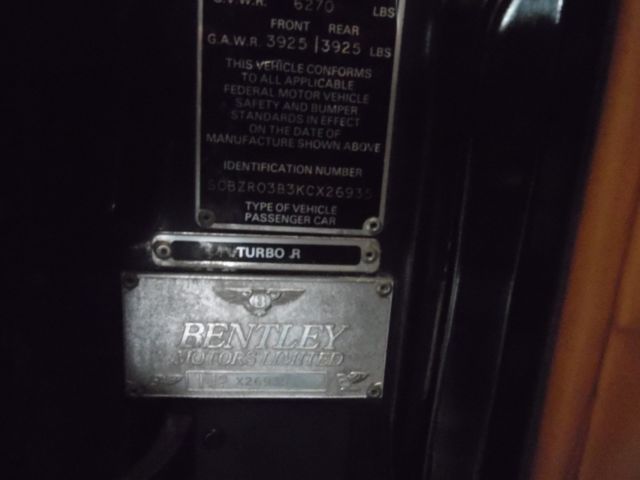 G.V.W.R. 6270 LBS
FRONT REAR
G.A.W.R. 3925 | 3925 LBS
THIS VEHICLE CONFORMS
TO ALL APPLICABLE
FEDERAL MOTOR VEHICLE
SAFETY AND BUMPER
STANDARDS IN EFFECT
ON THE DATE OF
MANUFACTURE SHOWN ABOVE
IDENTIFICATION NUMBER
SCBZR03B3KCX26935
TYPE OF VEHICLE
PASSENGER CAR
TURBO R
BENTLEY
MOTORS LIMITED